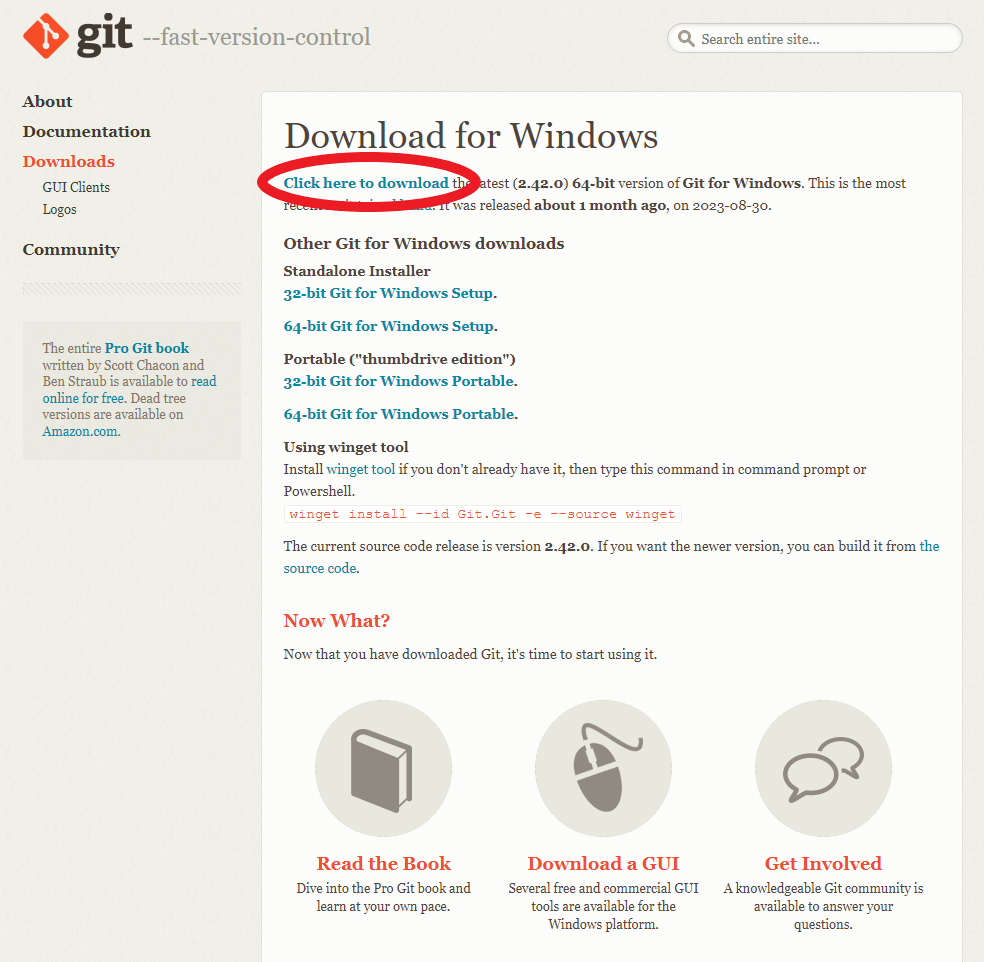 git --fast-version-control
Search entire site...
About
Documentation
Downloads
GUI Clients
Logos
Community
The entire Pro Git book
written by Scott Chacon and
Ben Straub is available to read
online for free. Dead tree
versions are available on
Amazon.com.
Download for Windows
Click here to download the latest (2.42.0) 64-bit version of Git for Windows. This is the most
It was released about 1 month ago, on 2023-08-30.
Other Git for Windows downloads
Standalone Installer
32-bit Git for Windows Setup.
64-bit Git for Windows Setup.
Portable ("thumbdrive edition")
32-bit Git for Windows Portable.
64-bit Git for Windows Portable.
Using winget tool
Install winget tool if you don't already have it, then type this command in command prompt or
Powershell.
winget install --id Git.Git -e --source winget
The current source code release is version 2.42.0. If you want the newer version, you can build it from the
source code.
Now What?
Now that you have downloaded Git, it's time to start using it.
Read the Book
Dive into the Pro Git book and
learn at your own pace.
Download a GUI
Several free and commercial GUI
tools are available for the
Windows platform.
Get Involved
A knowledgeable Git community is
available to answer your
questions.